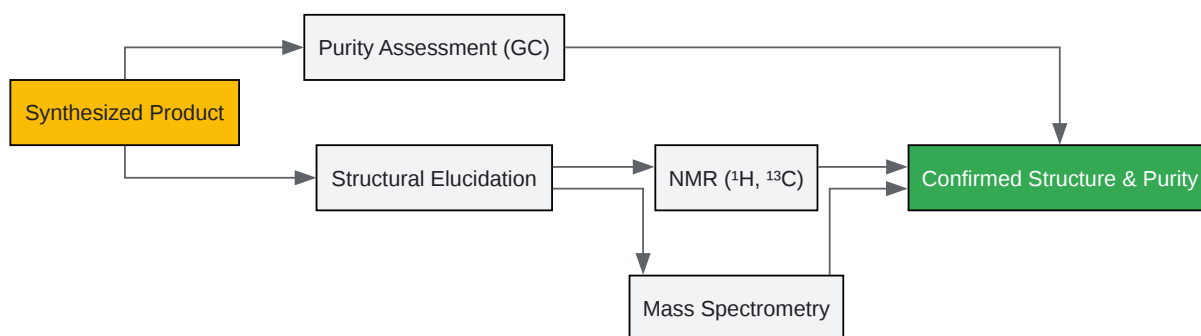 Purity Assessment (GC)
Synthesized Product
Structural Elucidation
NMR (¹H, ¹³C)
Confirmed Structure & Purity
Mass Spectrometry